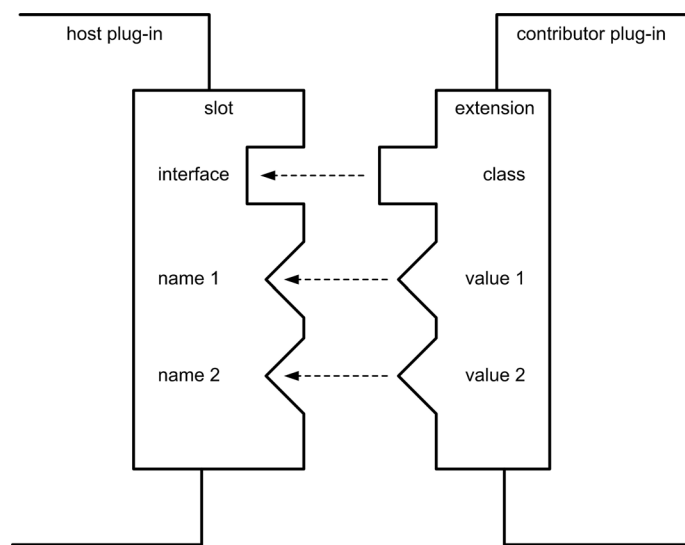 host plug-in
contributor plug-in
slot
extension
interface
class
name 1
value 1
name 2
value 2